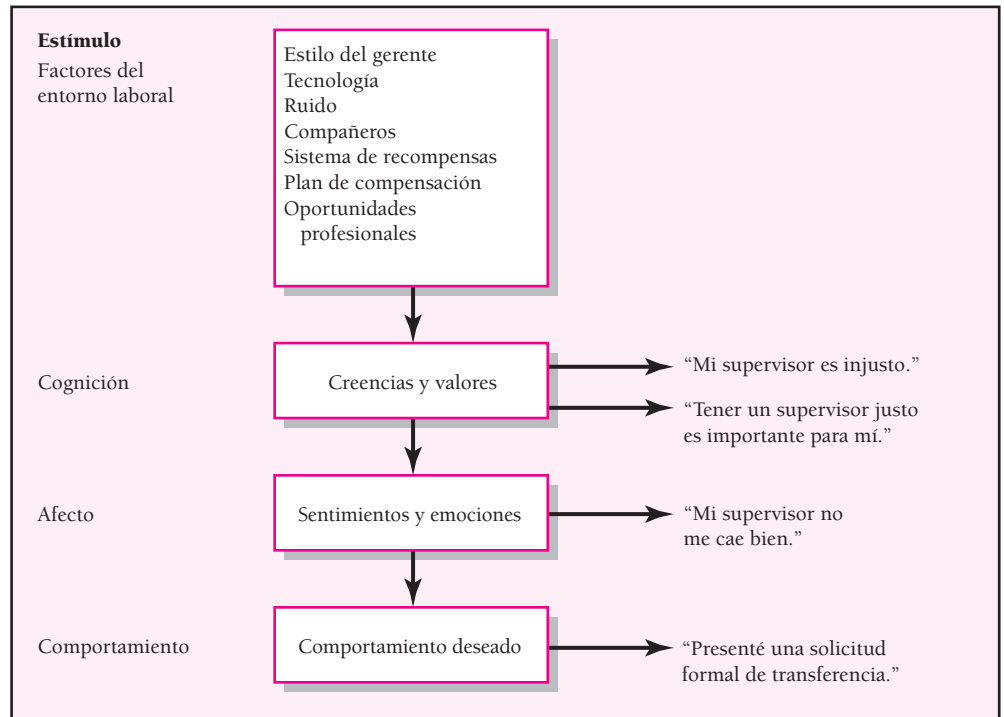 Estímulo
Factores del
entorno laboral
Estilo del gerente
Tecnología
Ruido
Compañeros
Sistema de recompensas
Plan de compensación
Oportunidades
profesionales
Cognición
Creencias y valores
“Mi supervisor es injusto.”
“Tener un supervisor justo
es importante para mí.”
Afecto
Sentimientos y emociones
“Mi supervisor no
me cae bien.”
Comportamiento
Comportamiento deseado
“Presenté una solicitud
formal de transferencia.”